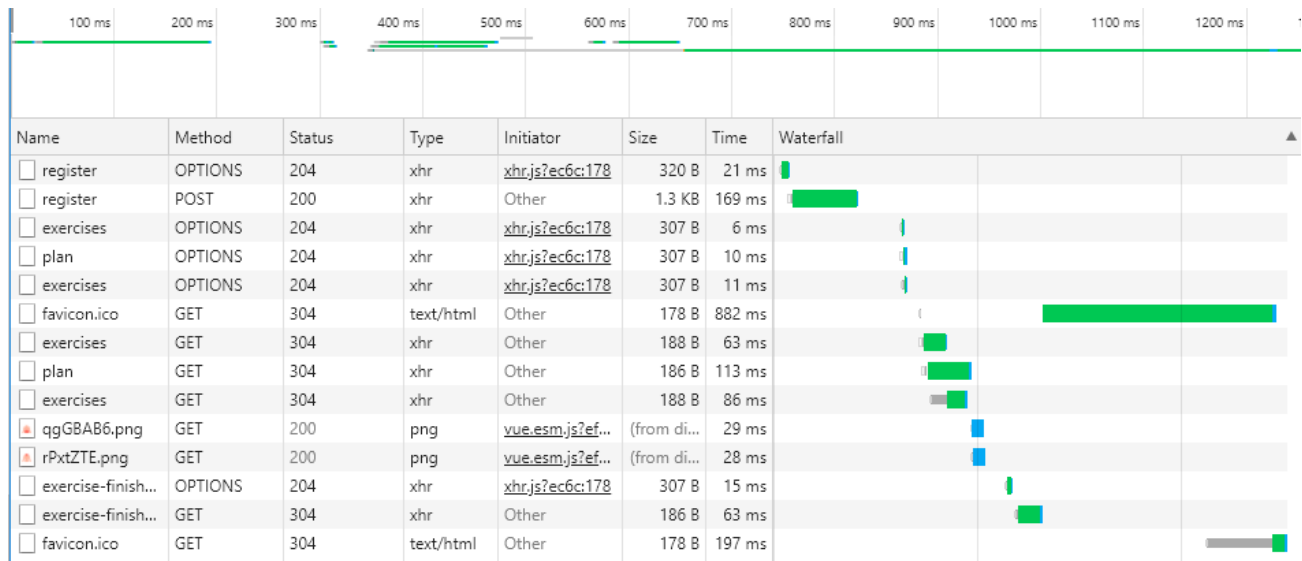 100 ms 200 ms 300 ms 400 ms 500 ms 600 ms 700 ms 800 ms 900 ms 1000 ms 1100 ms 1200 ms 1
Name Method Status Type Initiator Size Time Waterfall
register OPTIONS 204 xhr xhr.js?ec6c:178 320 B 21 ms
register POST 200 xhr Other 1.3 KB 169 ms
exercises OPTIONS 204 xhr xhr.js?ec6c:178 307 B 6 ms
plan OPTIONS 204 xhr xhr.js?ec6c:178 307 B 10 ms
exercises OPTIONS 204 xhr xhr.js?ec6c:178 307 B 11 ms
favicon.ico GET 304 text/html Other 178 B 882 ms
exercises GET 304 xhr Other 188 B 63 ms
plan GET 304 xhr Other 186 B 113 ms
exercises GET 304 xhr Other 188 B 86 ms
qgGBAB6.png GET 200 png vue.esm.js?ef... (from di... 29 ms
rPxtZTE.png GET 200 png vue.esm.js?ef... (from di... 28 ms
exercise-finish... OPTIONS 204 xhr xhr.js?ec6c:178 307 B 15 ms
exercise-finish... GET 304 xhr Other 186 B 63 ms
favicon.ico GET 304 text/html Other 178 B 197 ms